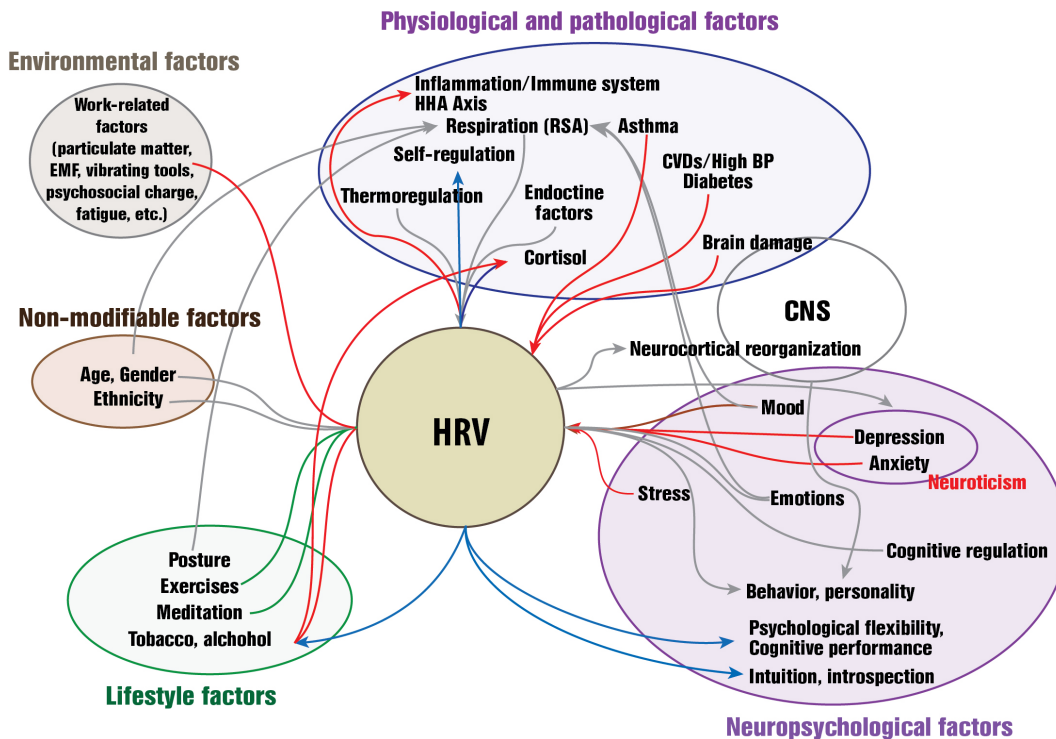 Physiological and pathological factors
Environmental factors
Work-related
factors
(particulate matter,
EMF, vibrating tools,
psychosocial charge,
fatigue, etc.)
Inflammation/Immune system
HHA Axis
Respiration (RSA)
Asthma
Self-regulation
CVDs/High BP
Diabetes
Thermoregulation
Endoctine
factors
Brain damage
Cortisol
Non-modifiable factors
Age, Gender
Ethnicity
CNS
Neurocortical reorganization
HRV
Mood
Depression
Anxiety
Neuroticism
Stress
Emotions
Cognitive regulation
Behavior, personality
Psychological flexibility,
Cognitive performance
Intuition, introspection
Neuropsychological factors
Posture
Exercises
Meditation
Tobacco, alchohol
Lifestyle factors